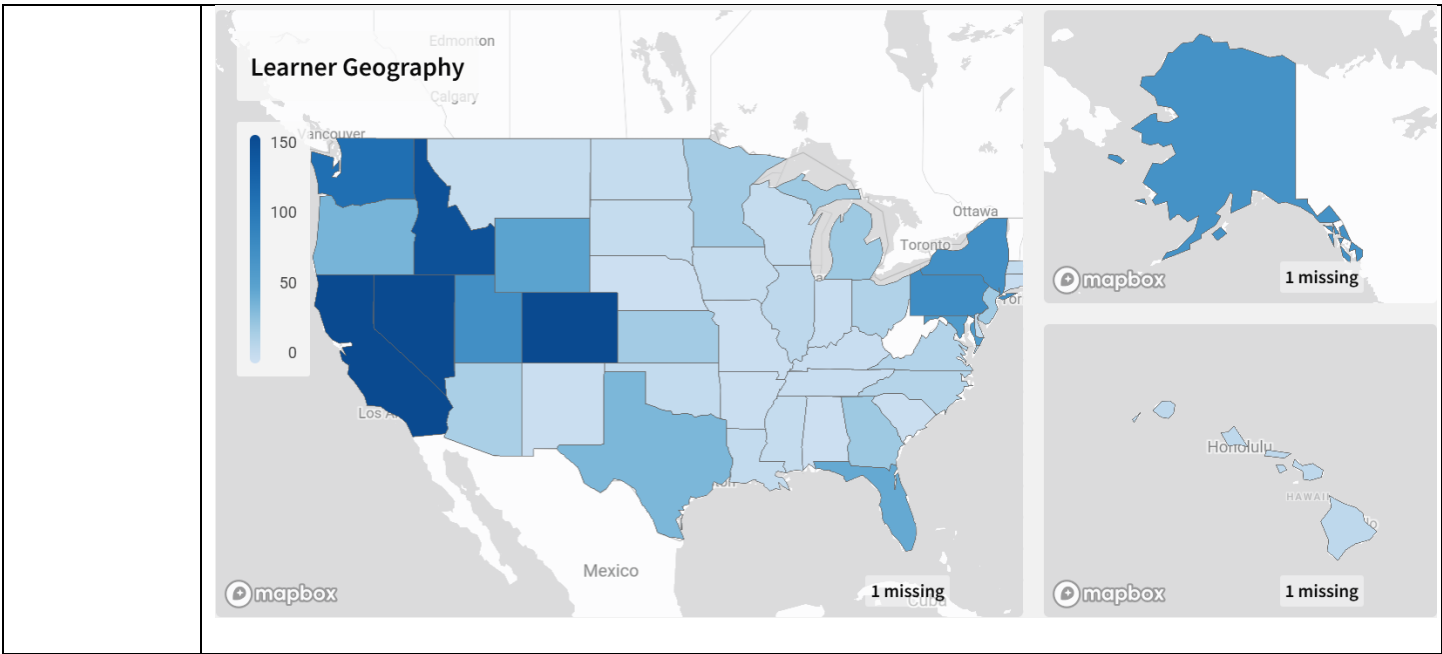 Edmonton
Learner Geography
Calgary
Vancouver
150
100
50
0
Ottawa
Toronto
Los A
Mexico
Cuba
mapbox
1 missing
mapbox
1 missing
Honolulu
HAWAII
mapbox
1 missing